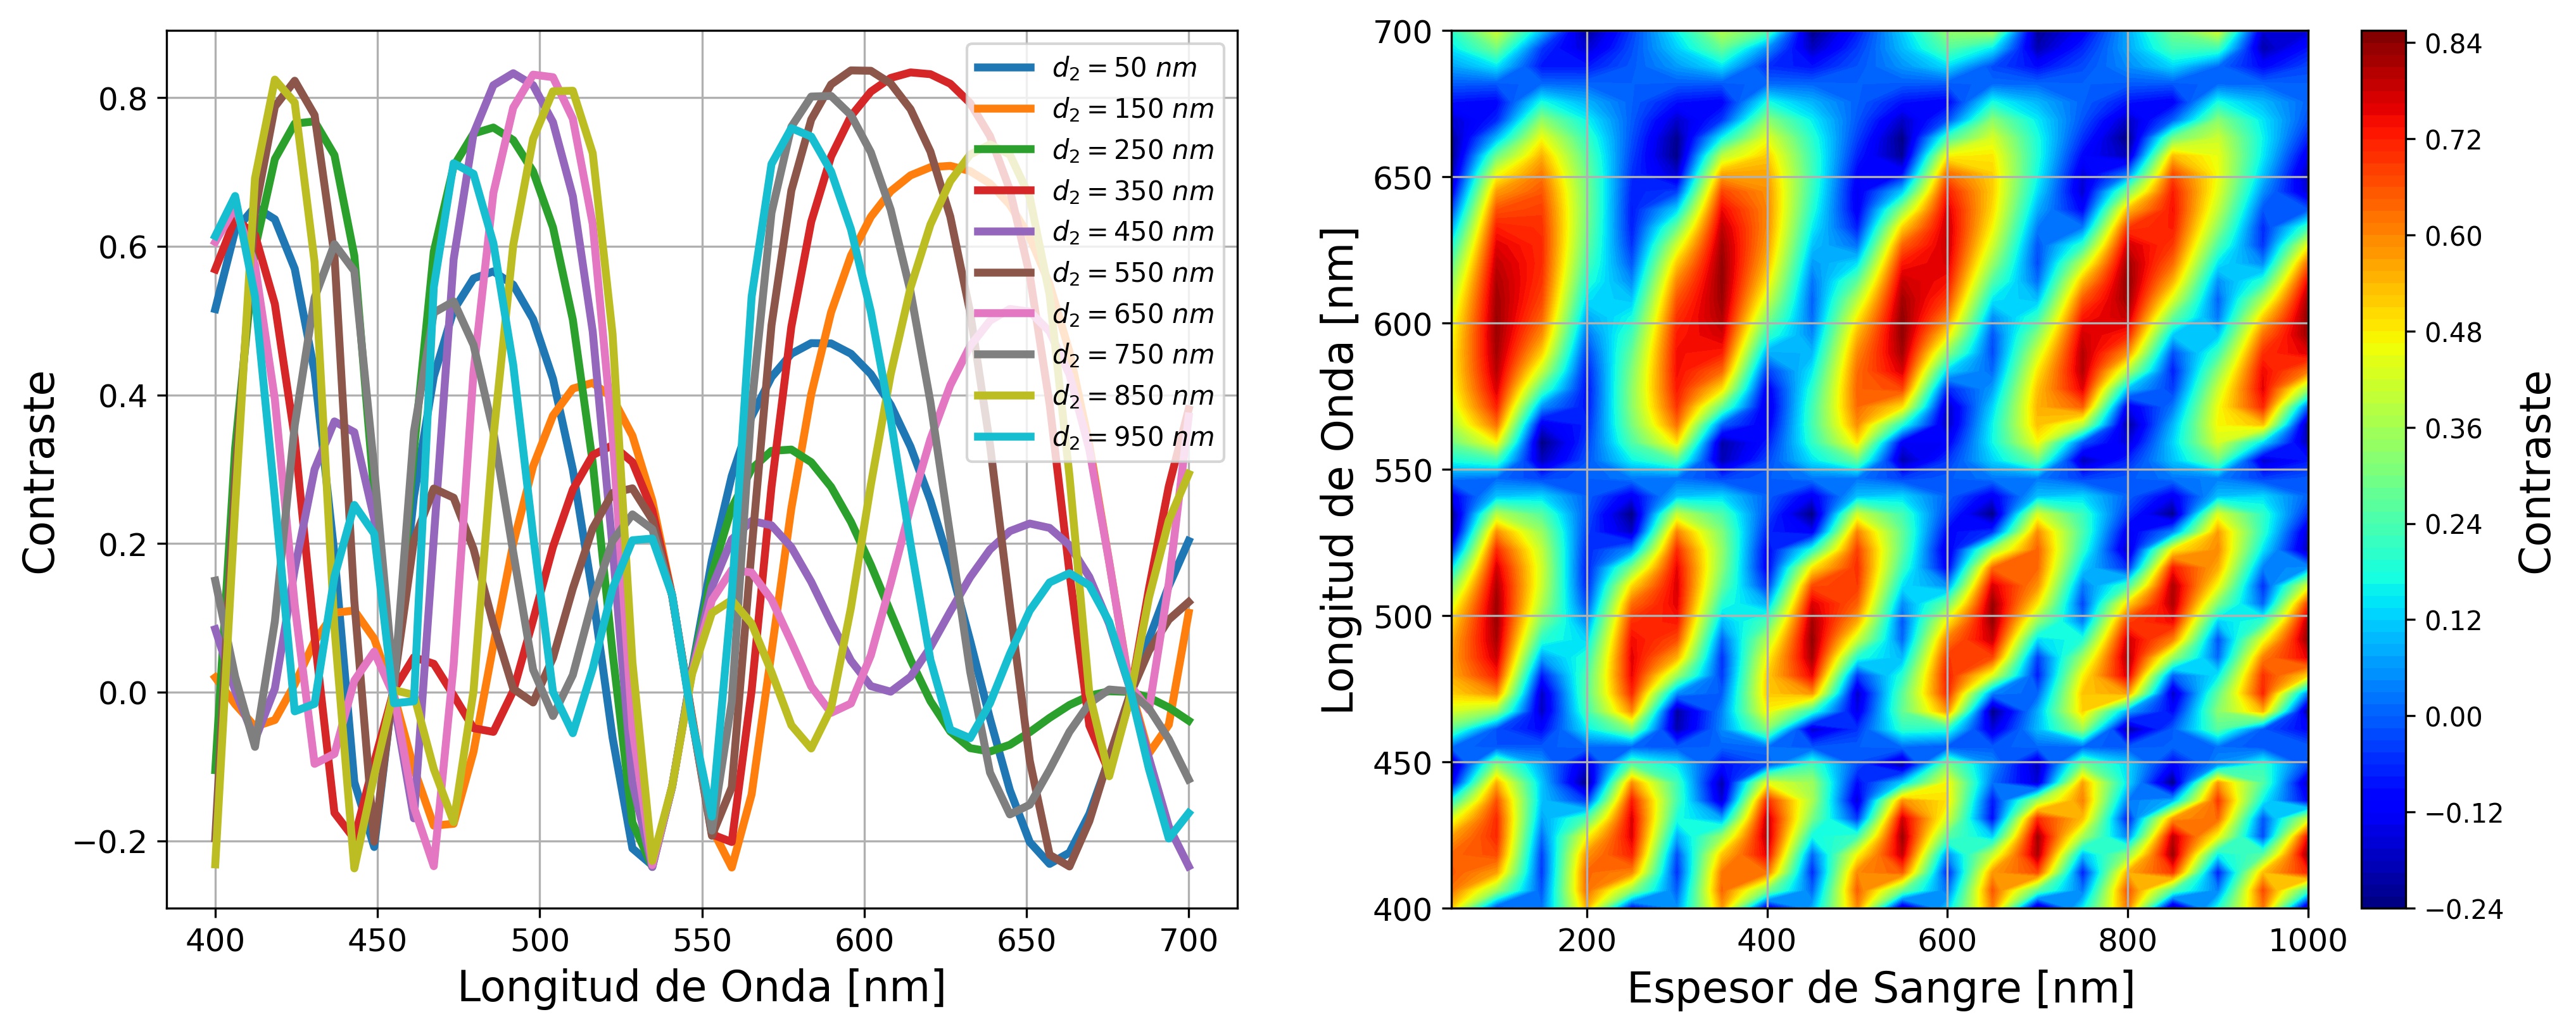 Contraste
0.8
0.6
0.4
0.2
0.0
−0.2
400 450 500 550 600 650 700
Longitud de Onda [nm]
d₂ = 50 nm
d₂ = 150 nm
d₂ = 250 nm
d₂ = 350 nm
d₂ = 450 nm
d₂ = 550 nm
d₂ = 650 nm
d₂ = 750 nm
d₂ = 850 nm
d₂ = 950 nm
Longitud de Onda [nm]
700
650
600
550
500
450
400
200 400 600 800 1000
Espesor de Sangre [nm]
0.84
0.72
0.60
0.48
0.36
0.24
0.12
0.00
−0.12
−0.24
Contraste